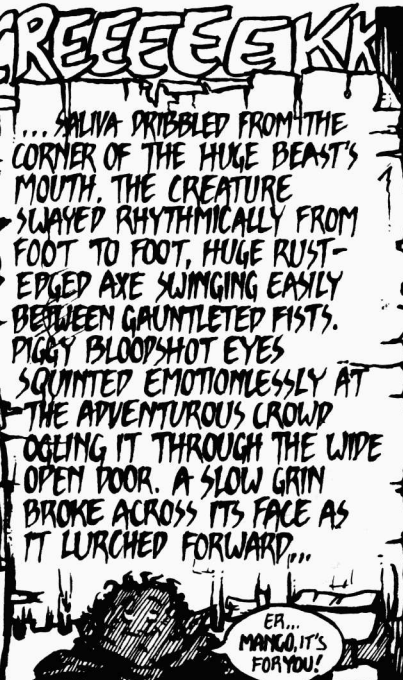 CREEEEEKK
...SALIVA DRIBBLED FROM THE
CORNER OF THE HUGE BEAST'S
MOUTH. THE CREATURE
SWAYED RHYTHMICALLY FROM
FOOT TO FOOT, HUGE RUST-
EDGED AXE SWINGING EASILY
BETWEEN GAUNTLETED FISTS.
PIGGY BLOODSHOT EYES
SQUINTED EMOTIONLESSLY AT
THE ADVENTUROUS CROWD
OGLING IT THROUGH THE WIDE
OPEN DOOR. A SLOW GRIN
BROKE ACROSS ITS FACE AS
IT LURCHED FORWARD...
ER...
MANGO, IT'S
FOR YOU!